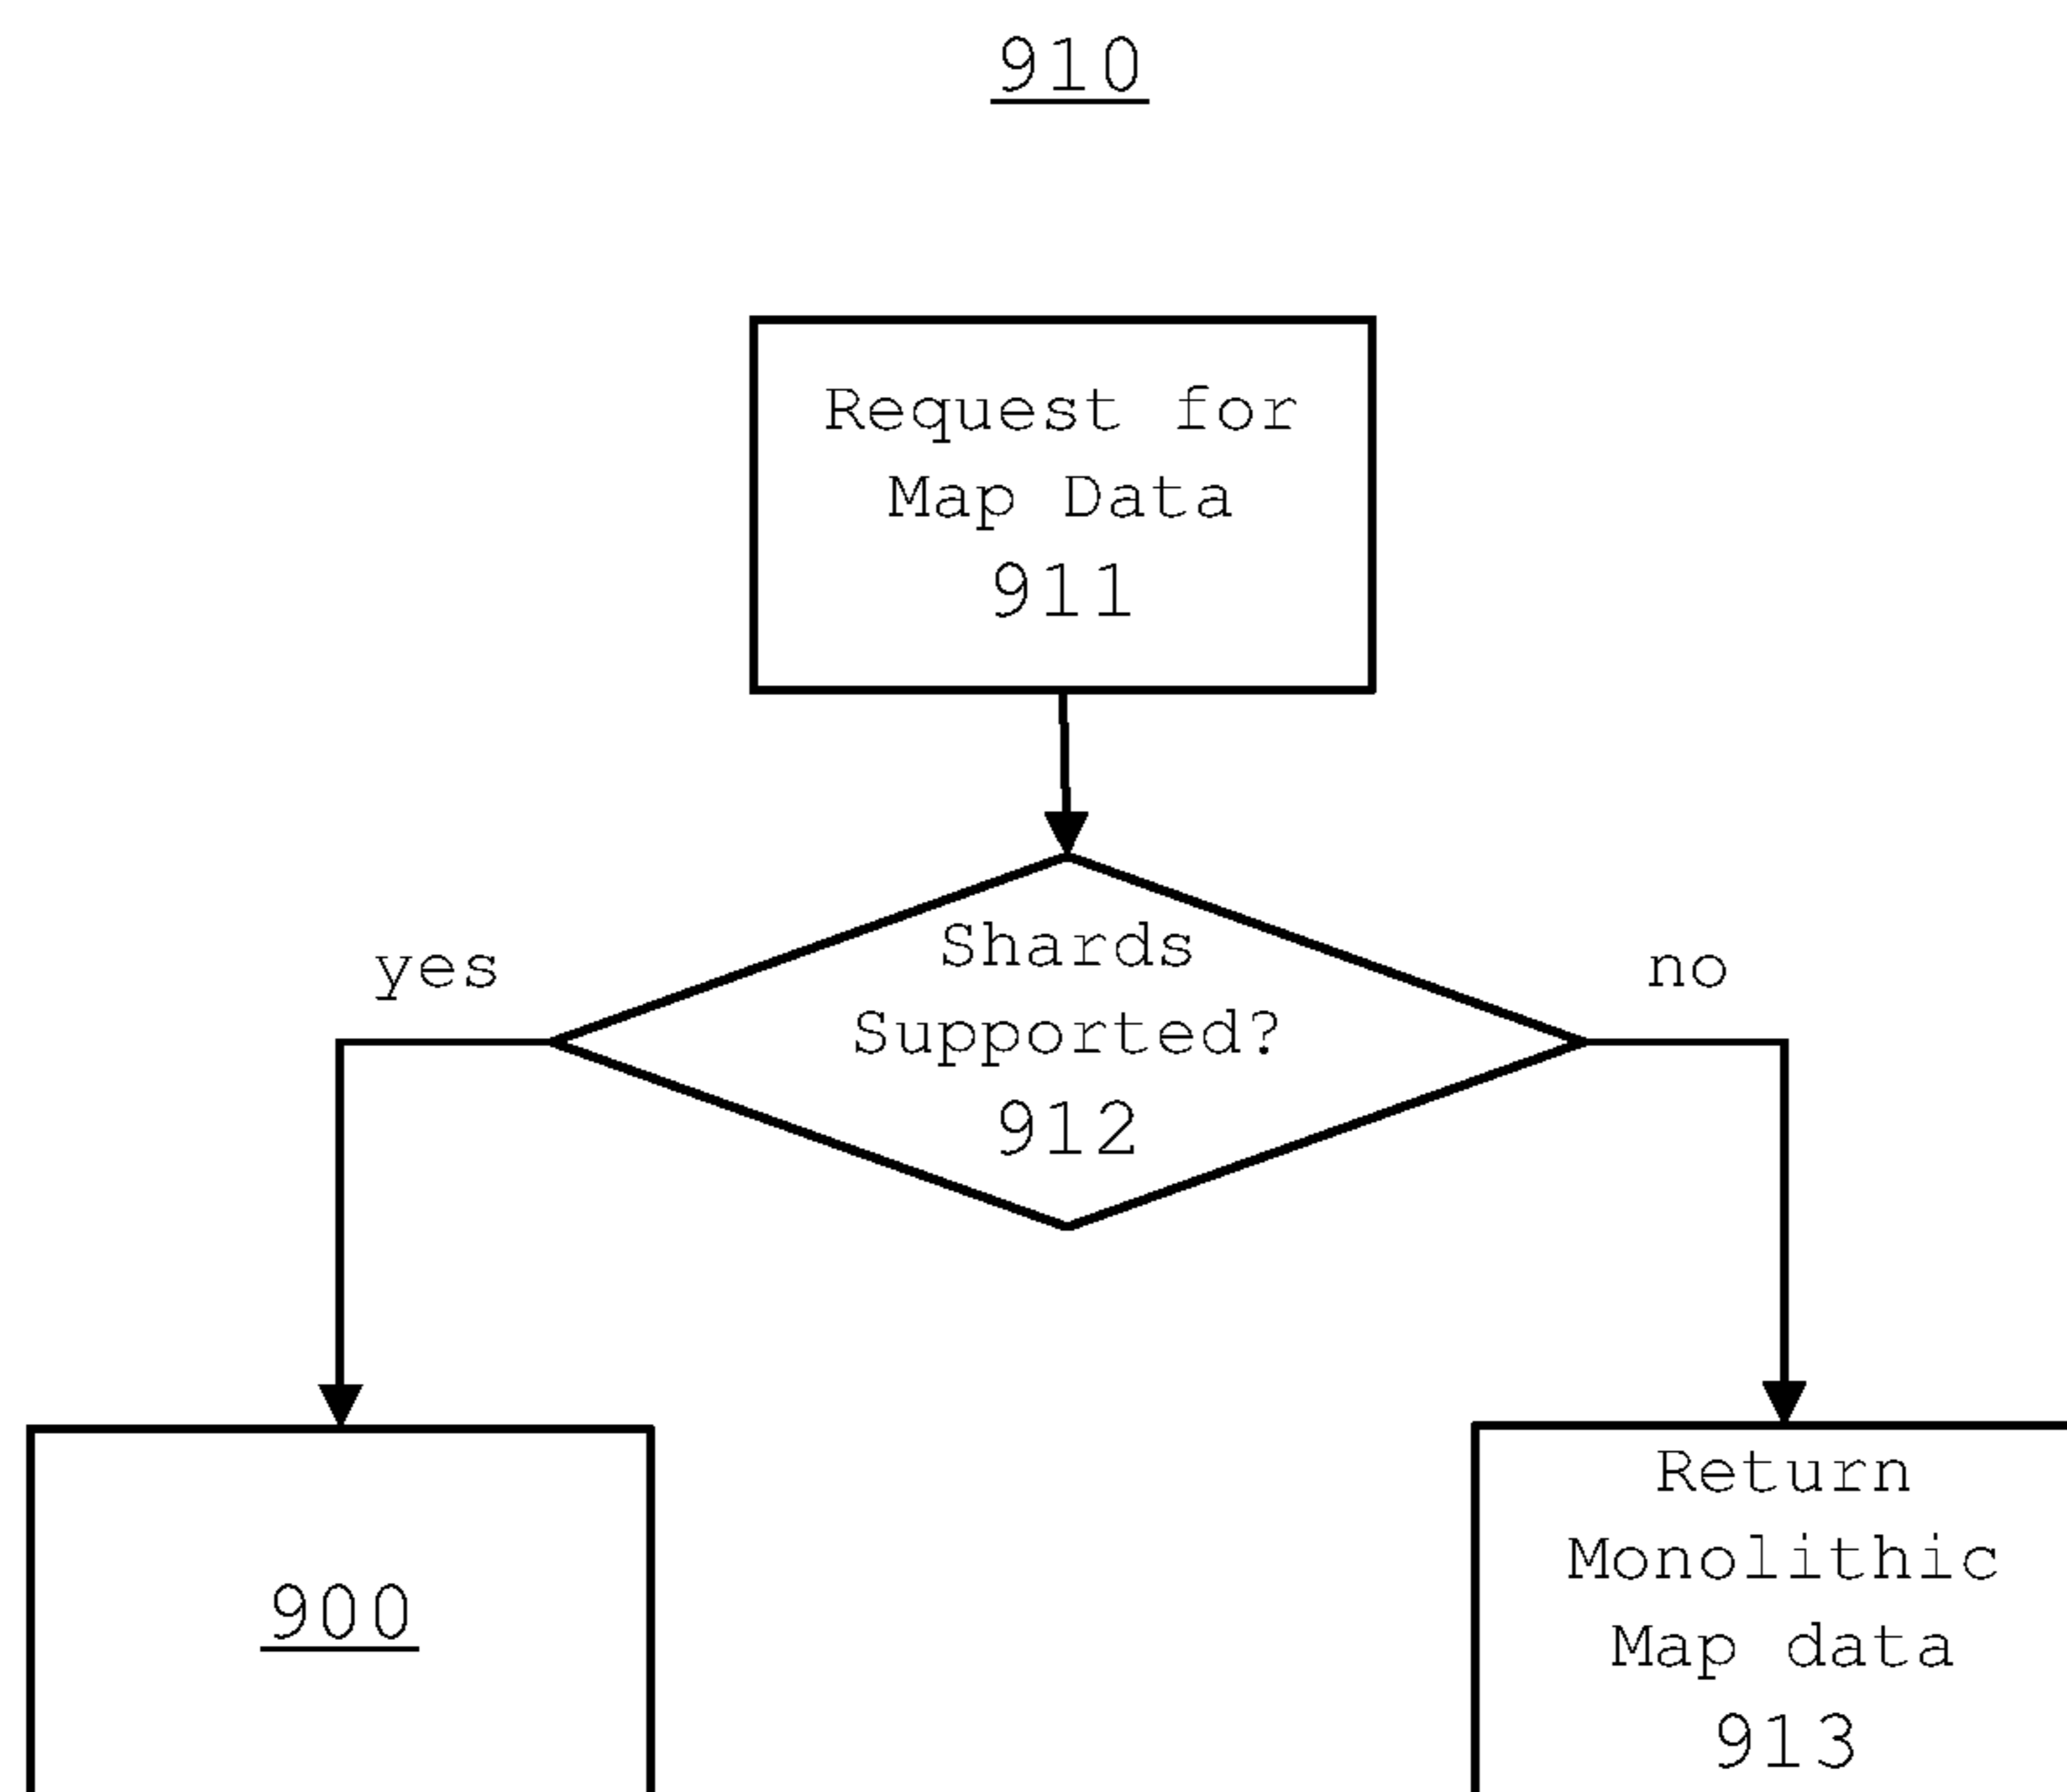 910
Request for
Map Data
911
Shards
Supported?
912
yes
no
900
Return
Monolithic
Map data
913